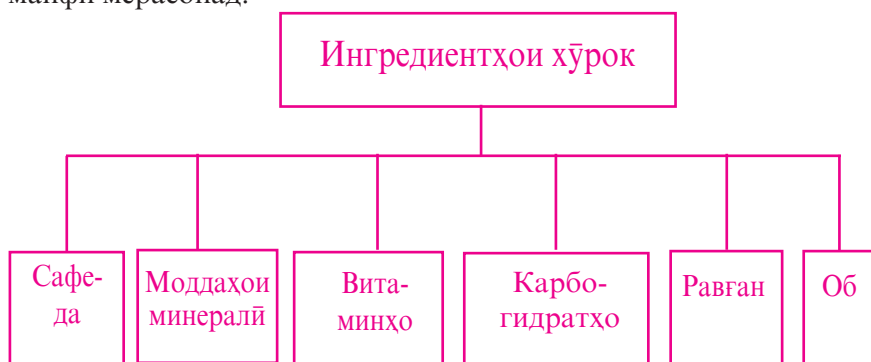 Ингредиентҳои хӯрок
Сафе-
да
Моддаҳои
минералӣ
Вита-
минҳо
Карбо-
гидратҳо
Равған
Об